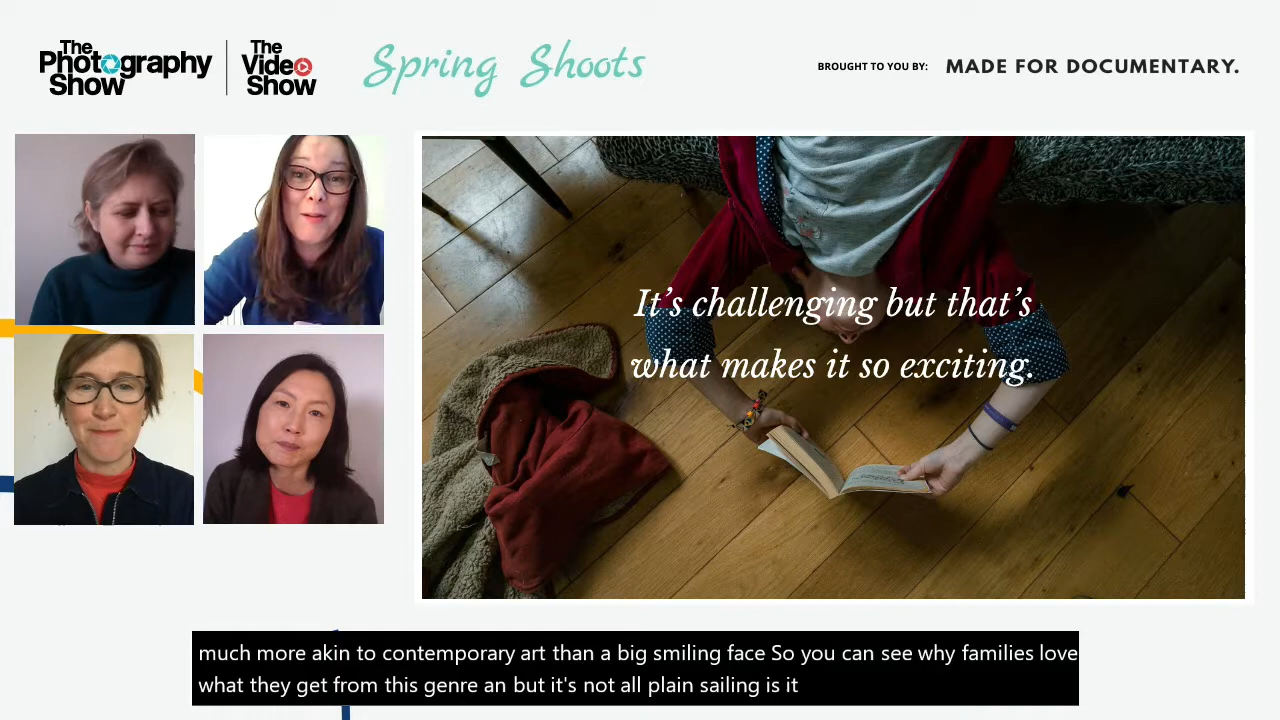 The
Photography
Show
The
Video
Show
Spring Shoots
BROUGHT TO YOU BY: MADE FOR DOCUMENTARY.
It's challenging but that's
what makes it so exciting.
much more akin to contemporary art than a big smiling face So you can see why families love
what they get from this genre an but it's not all plain sailing is it